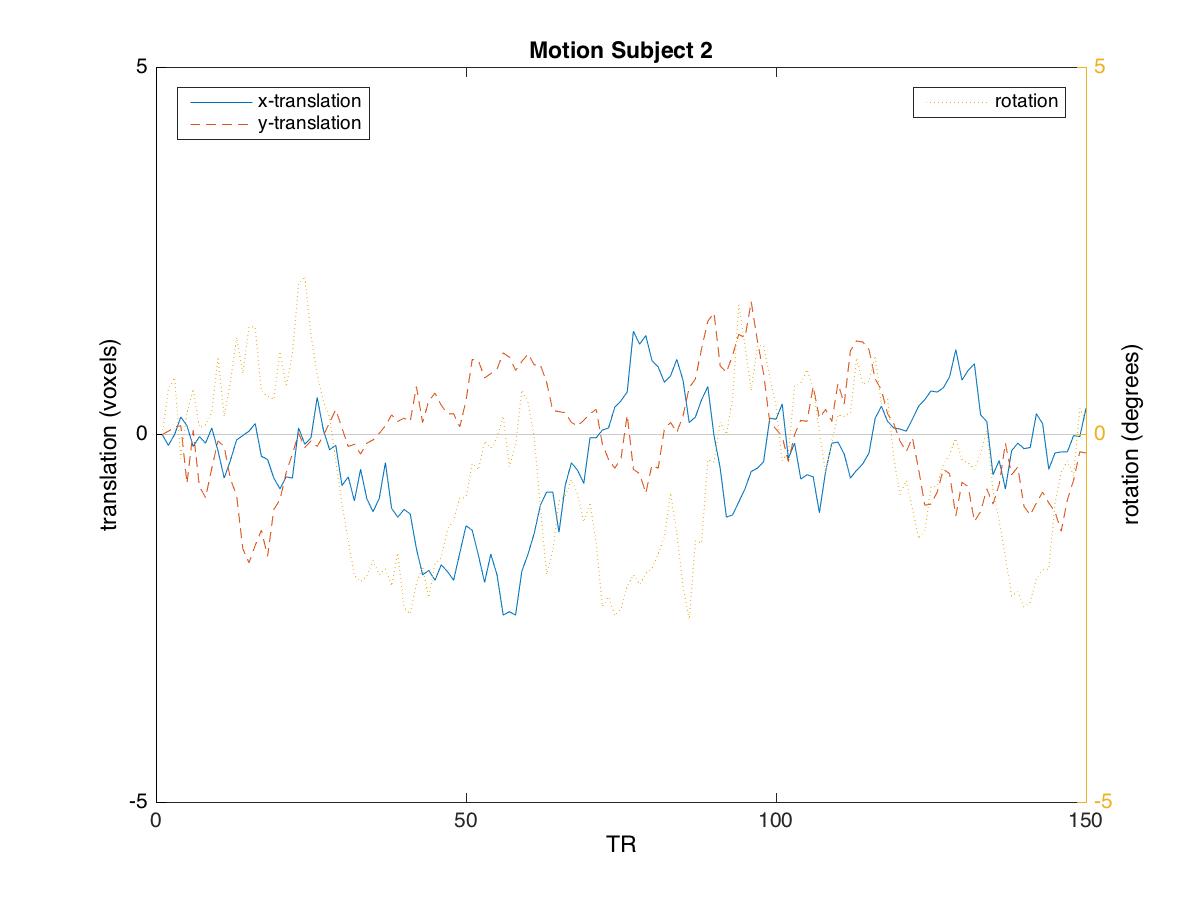 Motion Subject 2
5
5
x-translation
y-translation
rotation
translation (voxels)
0
0
rotation (degrees)
-5
-5
0
50
100
150
TR